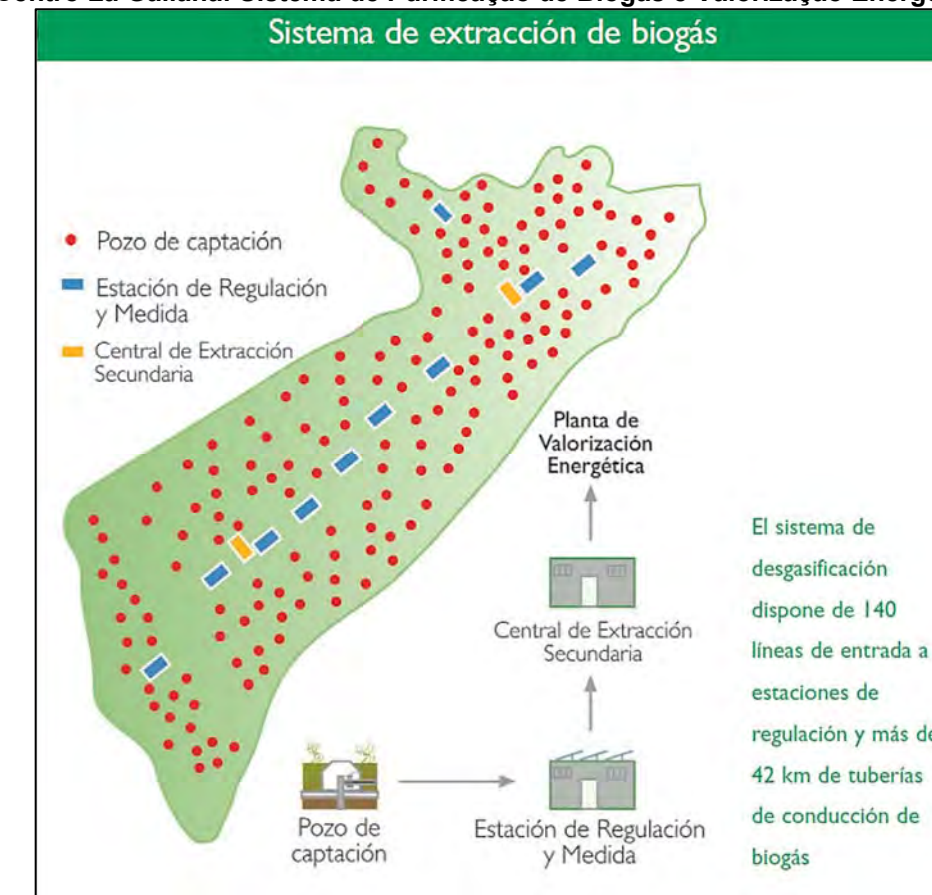 Sistema de extracción de biogás
Pozo de captación
Estación de Regulación
y Medida
Central de Extracción
Secundaria
Planta de
Valorización
Energética
El sistema de
desgasificación
dispone de 140
líneas de entrada a
estaciones de
regulación y más de
42 km de tuberías
de conducción de
biogás
Central de Extracción
Secundaria
Pozo de
captación
Estación de Regulación
y Medida